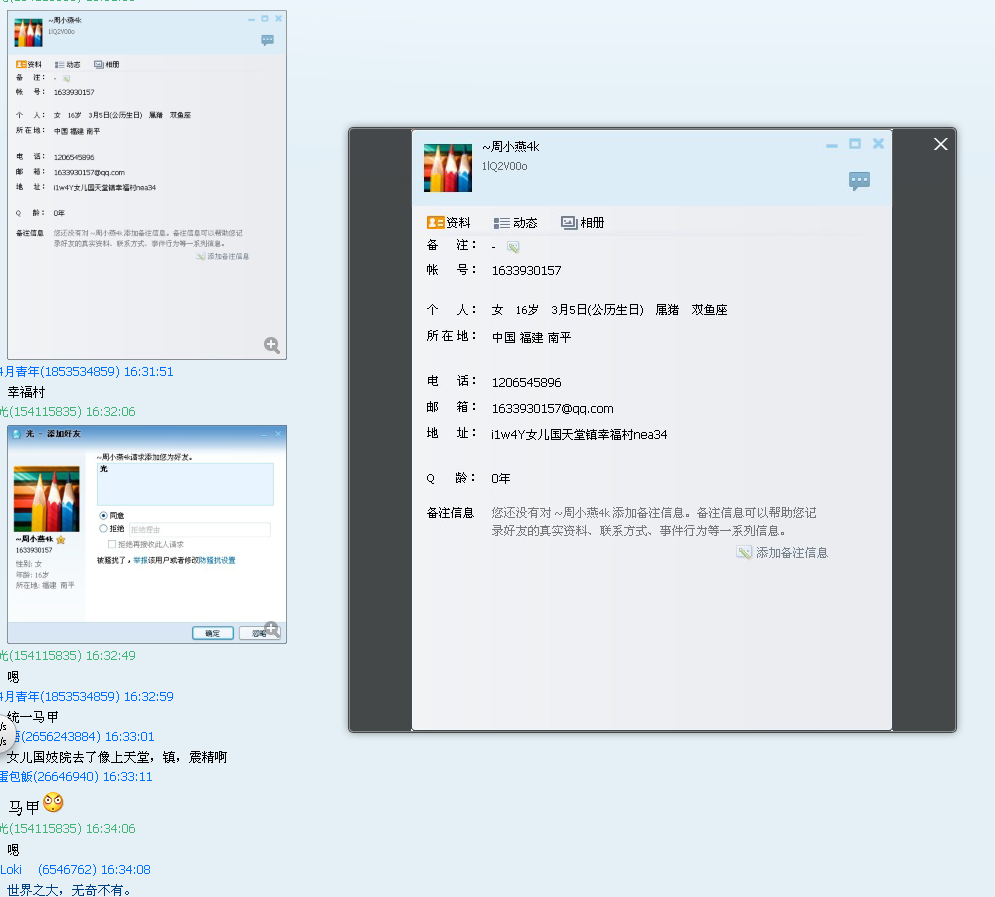 ~周小燕4k
1lQ2V00o
资料 动态 相册
备 注： -
帐 号： 1633930157
个 人： 女 16岁 3月5日(公历生日) 属猪 双鱼座
所在地： 中国 福建 南平
电 话： 1206545896
邮 箱： 1633930157@qq.com
地 址： i1w4Y女儿国天堂镇幸福村nea34
Q 龄： 0年
备注信息 您还没有对 ~周小燕4k 添加备注信息。备注信息可以帮助您记
录好友的真实资料、联系方式、事件行为等一系列信息。
添加备注信息
4月青年(1853534859) 16:31:51
幸福村
光(154115835) 16:32:06
光 - 添加好友
~周小燕4k请求添加您为好友。
光
同意
拒绝 拒绝理由
拒绝再接收此人请求
被骚扰了，举报该用户或者修改防骚扰设置
~周小燕4k
1633930157
性别: 女
年龄: 16岁
所在地: 福建 南平
确定 忽略
光(154115835) 16:32:49
嗯
4月青年(1853534859) 16:32:59
统一马甲
(2656243884) 16:33:01
女儿国妓院去了像上天堂，镇，震精啊
蛋包飯(26646940) 16:33:11
马甲
光(154115835) 16:34:06
嗯
Loki (6546762) 16:34:08
世界之大，无奇不有。
/s
/s
~周小燕4k
1lQ2V00o
资料 动态 相册
备 注： -
帐 号： 1633930157
个 人： 女 16岁 3月5日(公历生日) 属猪 双鱼座
所在地： 中国 福建 南平
电 话： 1206545896
邮 箱： 1633930157@qq.com
地 址： i1w4Y女儿国天堂镇幸福村nea34
Q 龄： 0年
备注信息 您还没有对 ~周小燕4k 添加备注信息。备注信息可以帮助您记
录好友的真实资料、联系方式、事件行为等一系列信息。
添加备注信息